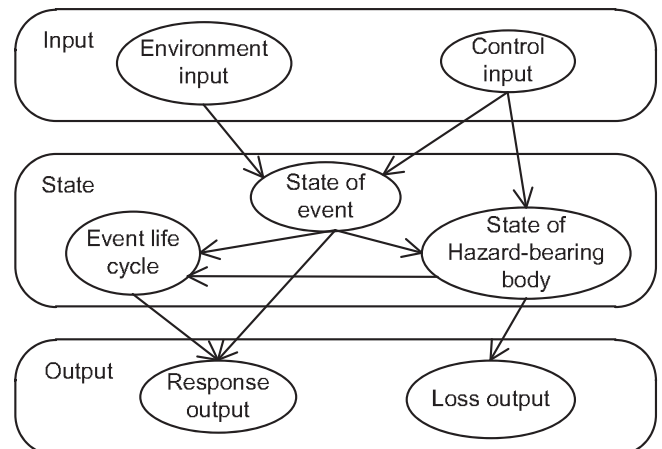 Input
Environment
input
Control
input
State
State of
event
Event life
cycle
State of
Hazard-bearing
body
Output
Response
output
Loss output